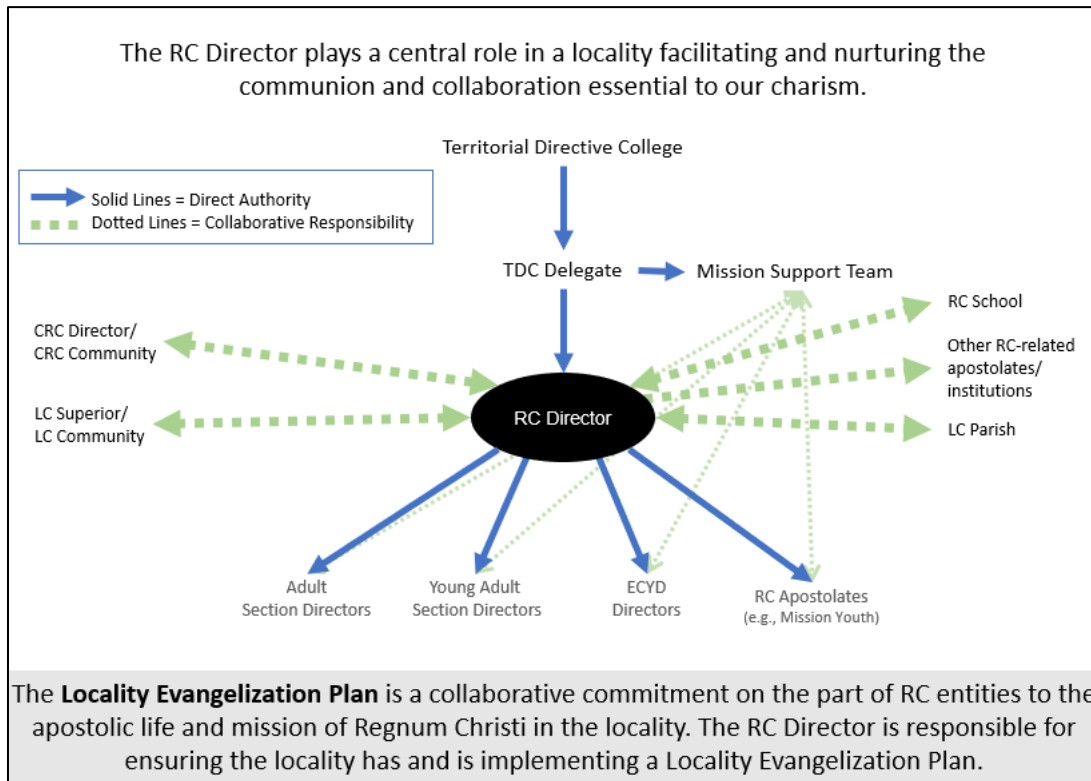 The RC Director plays a central role in a locality facilitating and nurturing the
communion and collaboration essential to our charism.
Territorial Directive College
Solid Lines = Direct Authority
Dotted Lines = Collaborative Responsibility
TDC Delegate
Mission Support Team
RC School
CRC Director/
CRC Community
Other RC-related
apostolates/
institutions
LC Superior/
LC Community
RC Director
LC Parish
Adult
Section Directors
Young Adult
Section Directors
ECYD
Directors
RC Apostolates
(e.g., Mission Youth)
The Locality Evangelization Plan is a collaborative commitment on the part of RC entities to the
apostolic life and mission of Regnum Christi in the locality. The RC Director is responsible for
ensuring the locality has and is implementing a Locality Evangelization Plan.